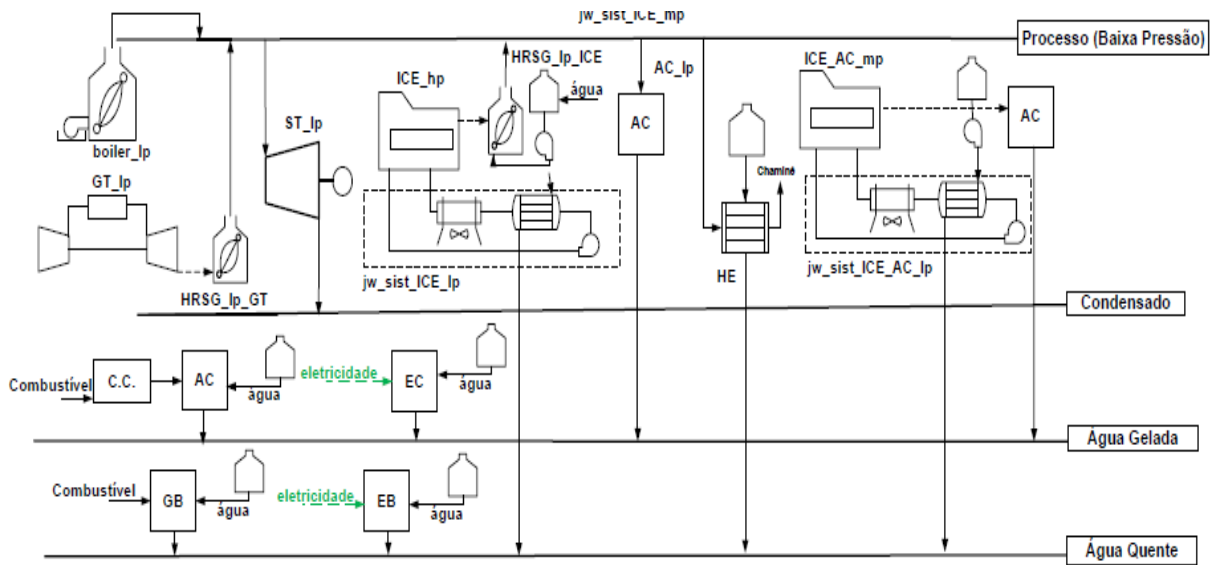 jw_sist_ICE_mp
Processo (Baixa Pressão)
HRSG_lp_ICE
ICE_AC_mp
ICE_hp
água
AC_lp
AC
AC
boiler_lp
ST_lp
GT_lp
Chaminé
HE
jw_sist_ICE_lp
jw_sist_ICE_AC_lp
HRSG_lp_GT
Condensado
Combustível
C.C.
AC
água
eletricidade
EC
água
Água Gelada
Combustível
GB
água
eletricidade
EB
água
Água Quente